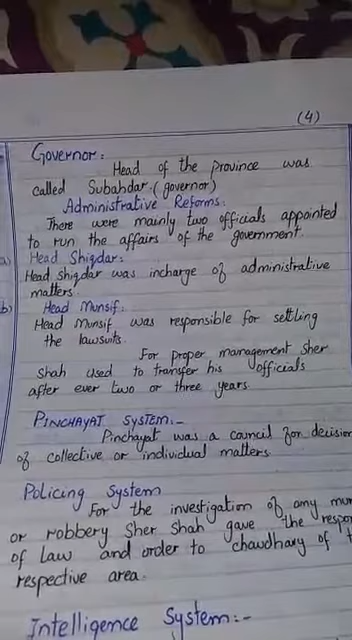 (4)
Governor:
Head of the province was
called Subahdar. (governor)
Administrative Reforms:
There were mainly two officials appointed
to run the affairs of the government.
a) Head Shiqdar:
Head Shiqdar was incharge of administrative
matters.
b) Head Munsif:
Head Munsif was responsible for settling
the lawsuits.
For proper management Sher
Shah used to transfer his officials
after ever two or three years.
PINCHAYAT SYSTEM:-
Pinchayat was a council for decision
of collective or individual matters.
Policing System
For the investigation of any mur
or robbery Sher Shah gave the respon
of law and order to chaudhary of t
respective area.
Intelligence System:-